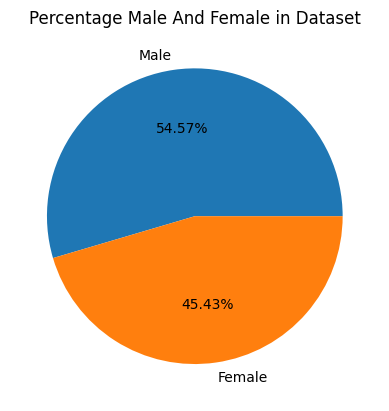 Percentage Male And Female in Dataset
Male
54.57%
45.43%
Female